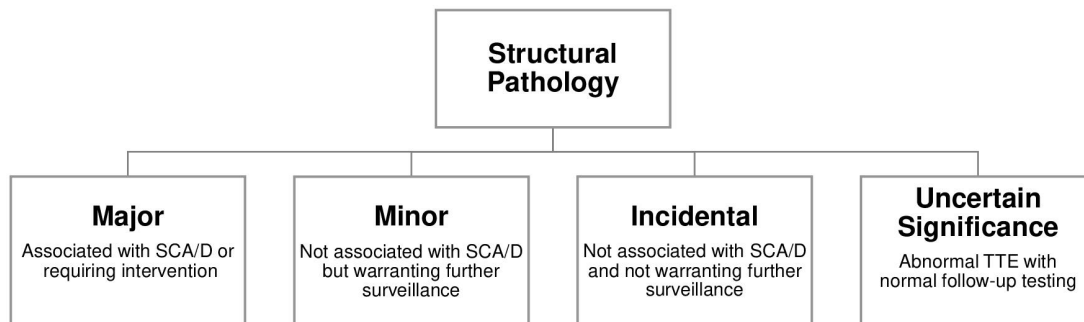 Structural
Pathology
Major
Associated with SCA/D or
requiring intervention
Minor
Not associated with SCA/D
but warranting further
surveillance
Incidental
Not associated with SCA/D
and not warranting further
surveillance
Uncertain
Significance
Abnormal TTE with
normal follow-up testing